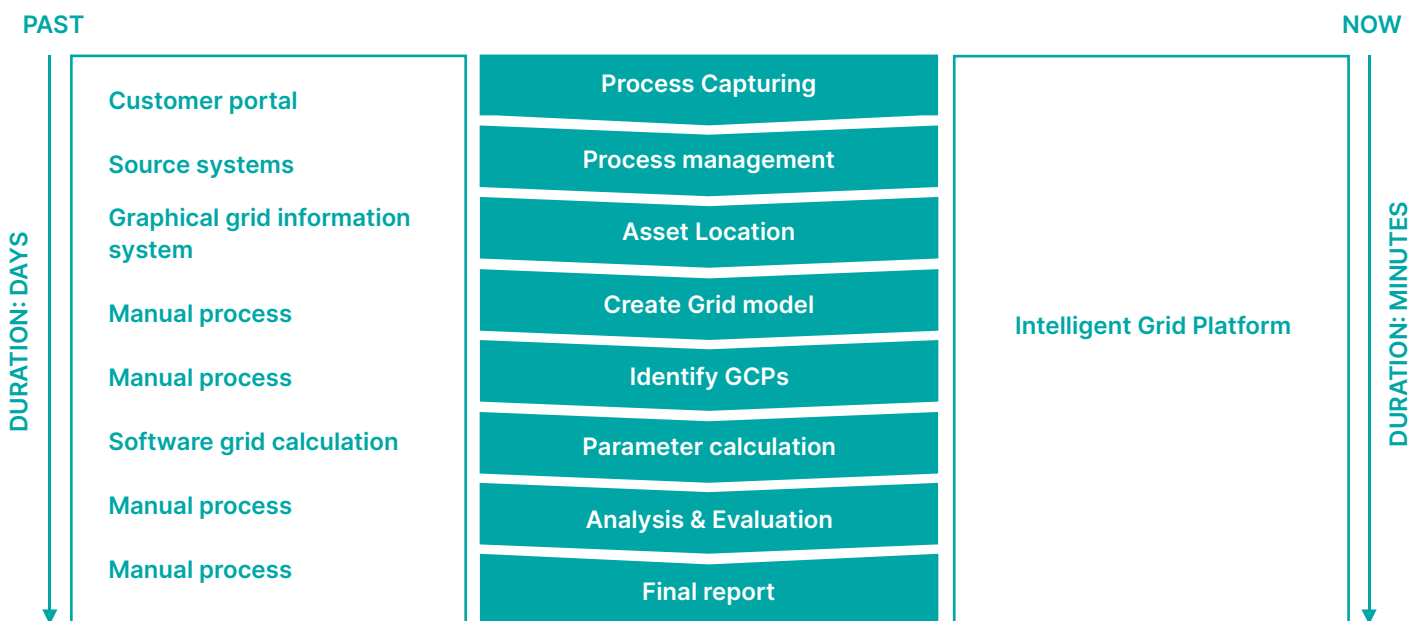 PAST
NOW
DURATION: DAYS
Customer portal
Source systems
Graphical grid information
system
Manual process
Manual process
Software grid calculation
Manual process
Manual process
Process Capturing
Process management
Asset Location
Create Grid model
Identify GCPs
Parameter calculation
Analysis & Evaluation
Final report
Intelligent Grid Platform
DURATION: MINUTES